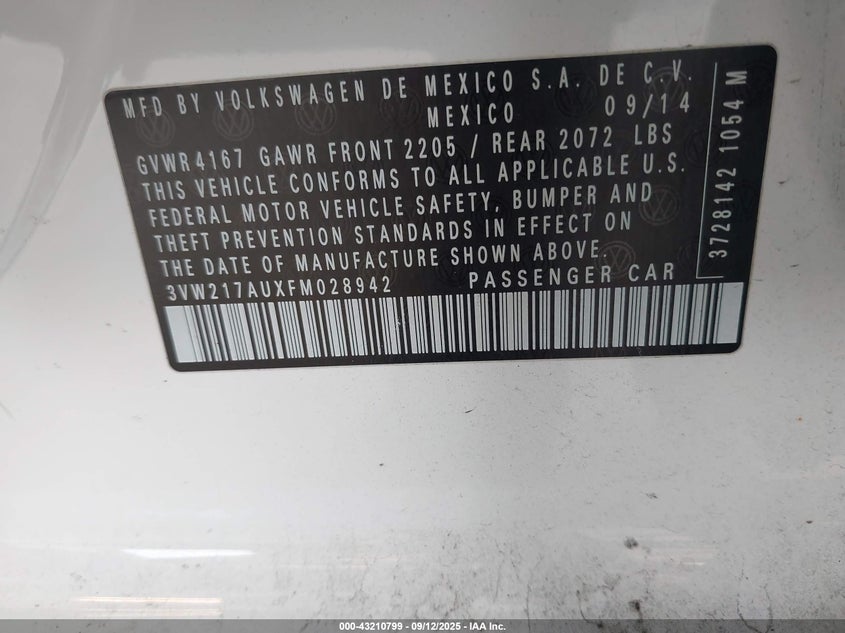 MFD BY VOLKSWAGEN DE MEXICO S.A. DE C.V.
MEXICO 09/14
GVWR 4167 GAWR FRONT 2205 / REAR 2072 LBS
THIS VEHICLE CONFORMS TO ALL APPLICABLE U.S.
FEDERAL MOTOR VEHICLE SAFETY, BUMPER AND
THEFT PREVENTION STANDARDS IN EFFECT ON
THE DATE OF MANUFACTURE SHOWN ABOVE.
3VW217AUXFM028942 PASSENGER CAR
3728142 1054 M
000-43210799 - 09/12/2025 - IAA Inc.